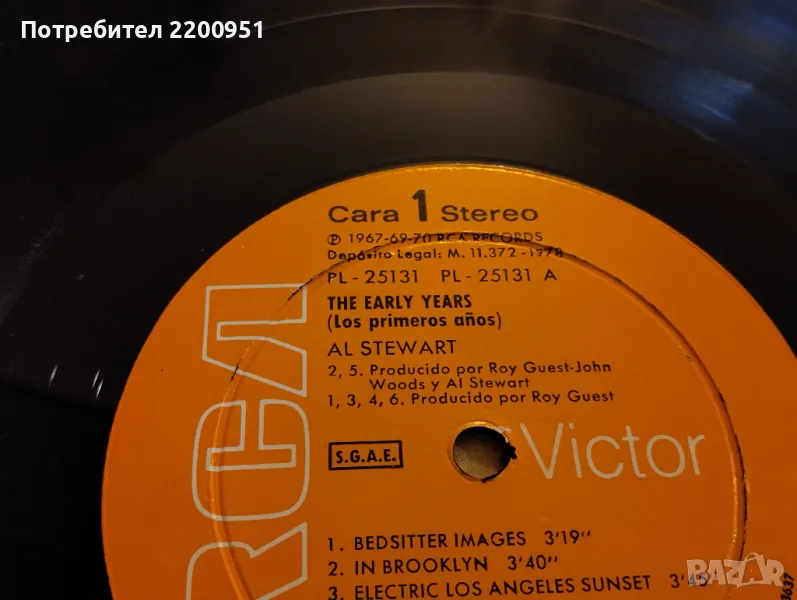 Потребител 2200951
Cara 1 Stereo
℗ 1967-69-70 RCA RECORDS
Depósito Legal: M. 11.372 - 1978
PL - 25131 PL - 25131 A
THE EARLY YEARS
(Los primeros años)
AL STEWART
2, 5. Producido por Roy Guest-John
Woods y Al Stewart
1, 3, 4, 6. Producido por Roy Guest
S.G.A.E.
RCA
Victor
1. BEDSITTER IMAGES 3'19''
2. IN BROOKLYN 3'40''
3. ELECTRIC LOS ANGELES SUNSET 3'45''
BAZAR